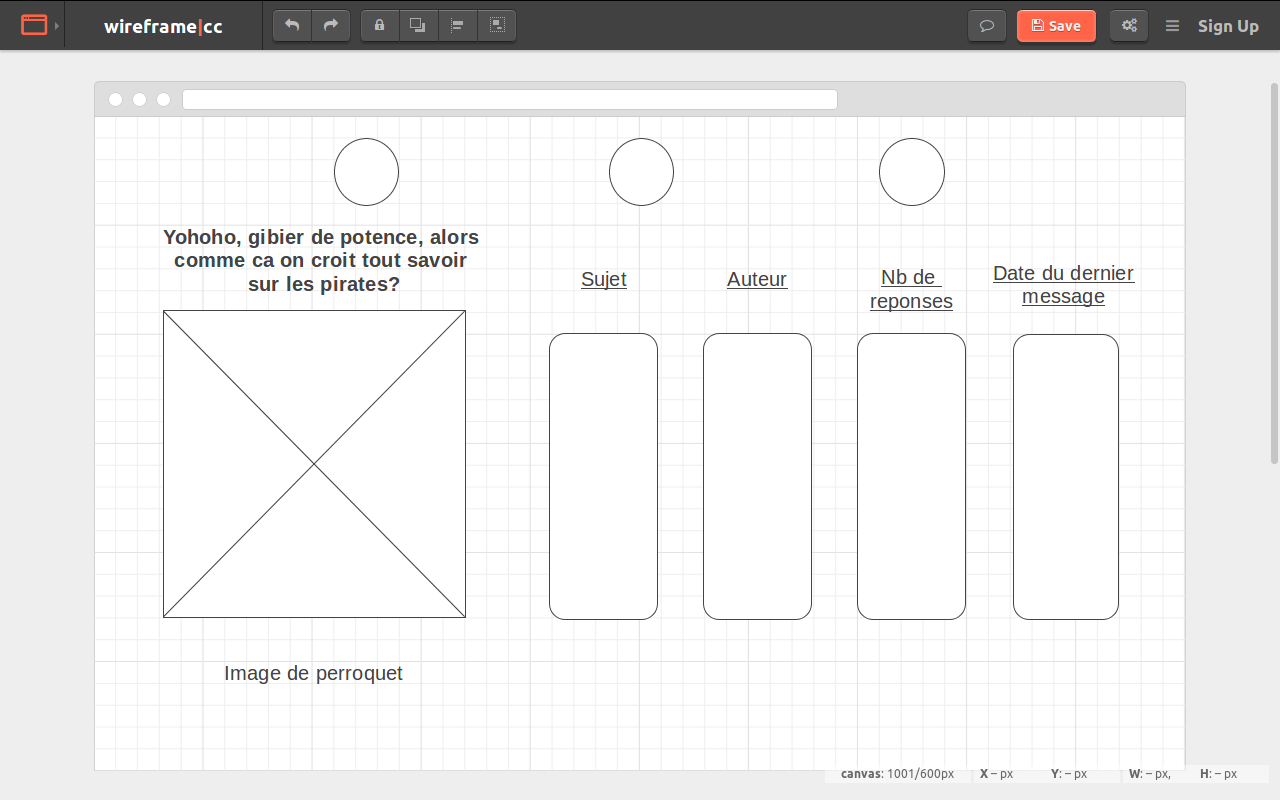 wireframe|cc
Save
Sign Up
Yohoho, gibier de potence, alors
comme ca on croit tout savoir
sur les pirates?
Sujet
Auteur
Nb de
reponses
Date du dernier
message
Image de perroquet
canvas: 1001/600px
X – px
Y: – px
W: – px,
H: – px